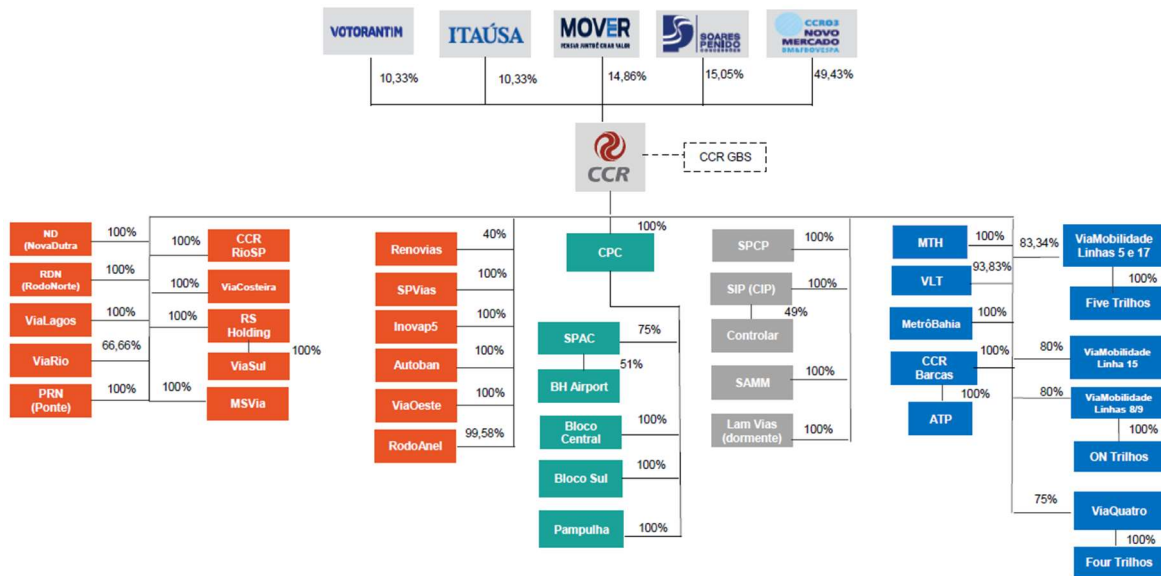 VOTORANTIM
ITAÚSA
MOVER
SOARES
PENIDO
CCRO3
NOVO
MERCADO
BM&FBOVESPA
10,33%
10,33%
14,86%
15,05%
49,43%
CCR
CCR GBS
ND
(NovaDutra
100%
RDN
(RodoNorte)
100%
ViaLagos
100%
ViaRio
66,66%
PRN
(Ponte)
100%
100%
CCR
RioSP
100%
ViaCosteira
100%
RS
Holding
100%
ViaSul
100%
MSVia
Renovias
40%
SPVias
100%
Inovap5
100%
Autoban
100%
ViaOeste
100%
RodoAnel
99,58%
100%
CPC
SPAC
75%
51%
BH Airport
Bloco
Central
100%
Bloco Sul
100%
Pampulha
100%
SPCP
100%
SIP (CIP)
100%
49%
Controlar
SAMM
100%
Lam Vias
(dormente)
100%
MTH
100%
VLT
93,83%
MetrôBahia
100%
CCR
Barcas
100%
100%
ATP
83,34%
ViaMobilidade
Linhas 5 e 17
100%
Five Trilhos
80%
ViaMobilidade
Linha 15
80%
ViaMobilidade
Linhas 8/9
100%
ON Trilhos
75%
ViaQuatro
100%
Four Trilhos